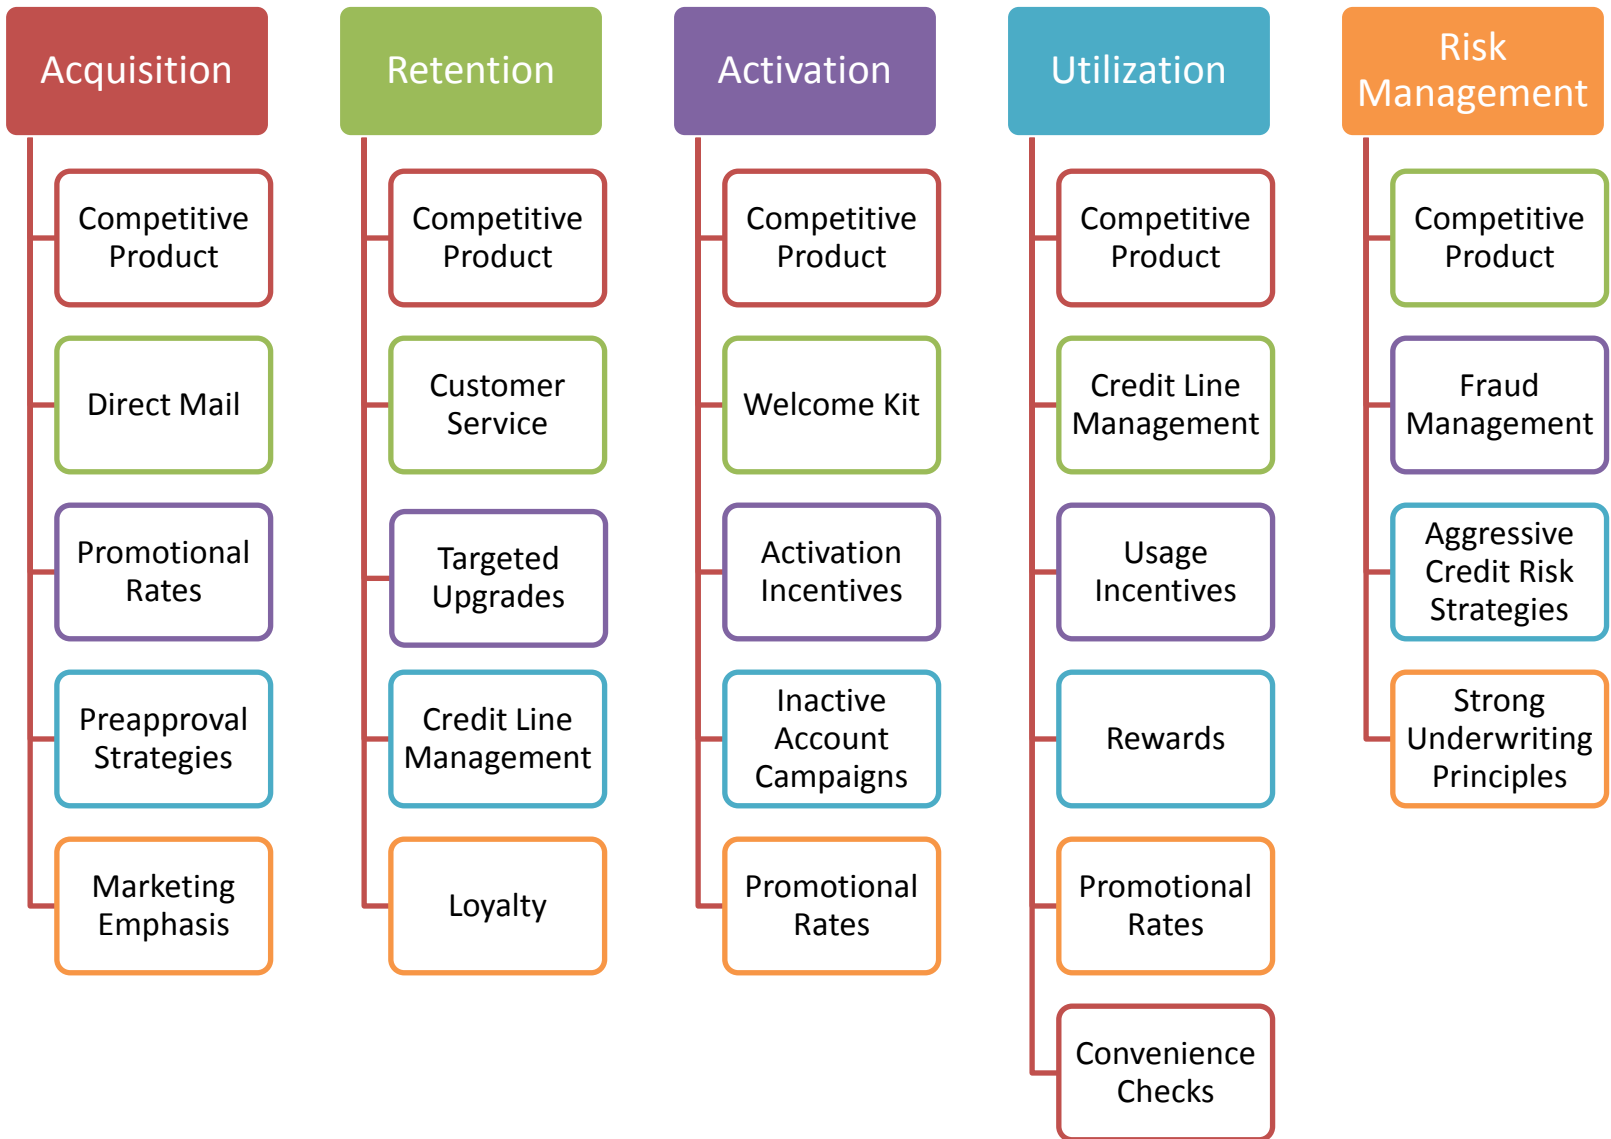 Acquisition
Competitive
Product
Direct Mail
Promotional
Rates
Preapproval
Strategies
Marketing
Emphasis
Retention
Competitive
Product
Customer
Service
Targeted
Upgrades
Credit Line
Management
Loyalty
Activation
Competitive
Product
Welcome Kit
Activation
Incentives
Inactive
Account
Campaigns
Promotional
Rates
Utilization
Competitive
Product
Credit Line
Management
Usage
Incentives
Rewards
Promotional
Rates
Convenience
Checks
Risk
Management
Competitive
Product
Fraud
Management
Aggressive
Credit Risk
Strategies
Strong
Underwriting
Principles